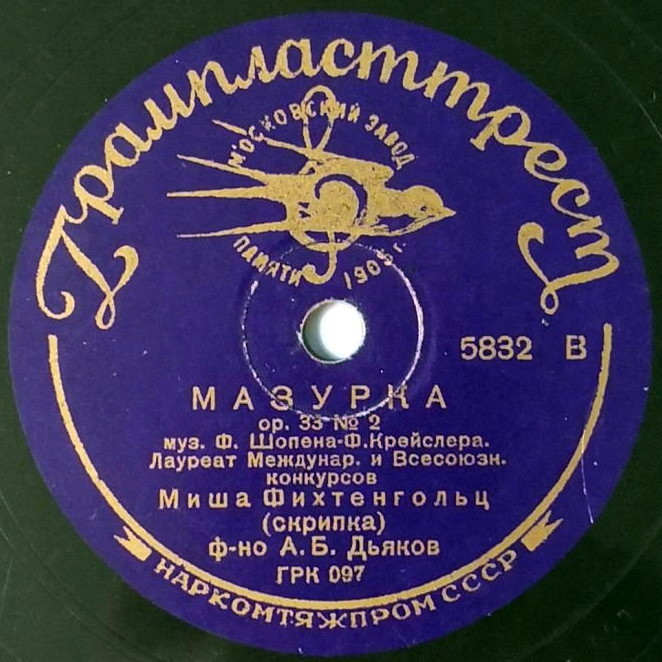 Грампласттрест
МОСКОВСКИЙ ЗАВОД
ПАМЯТИ 1905 г.
5832 В
МАЗУРКА
ор. 33 № 2
муз. Ф. Шопена-Ф.Крейслера.
Лауреат Междунар. и Всесоюзн.
конкурсов
Миша Фихтенгольц
(скрипка)
ф-но А.Б. Дьяков
ГРК 097
НАРКОМТЯЖПРОМ СССР